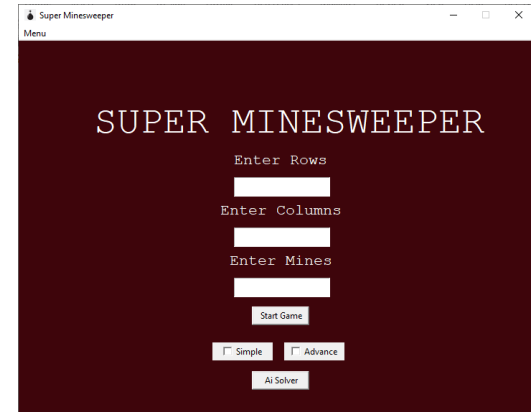 Super Minesweeper
Menu
SUPER MINESWEEPER
Enter Rows
Enter Columns
Enter Mines
Start Game
Simple Advance
Ai Solver